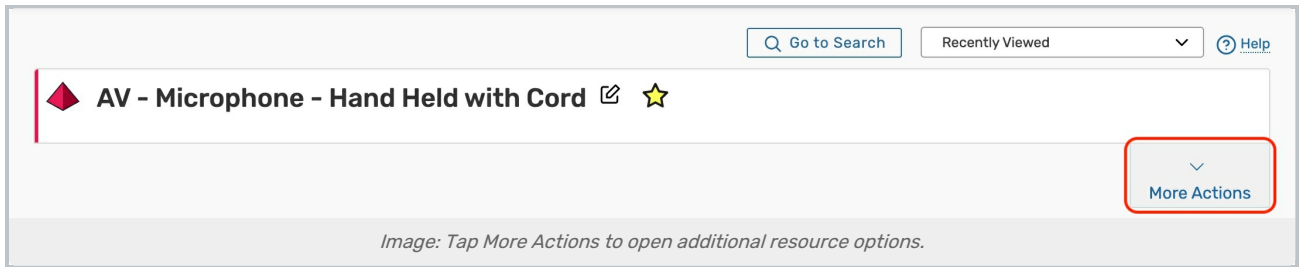 Go to Search
Recently Viewed
Help
AV - Microphone - Hand Held with Cord
More Actions
Image: Tap More Actions to open additional resource options.